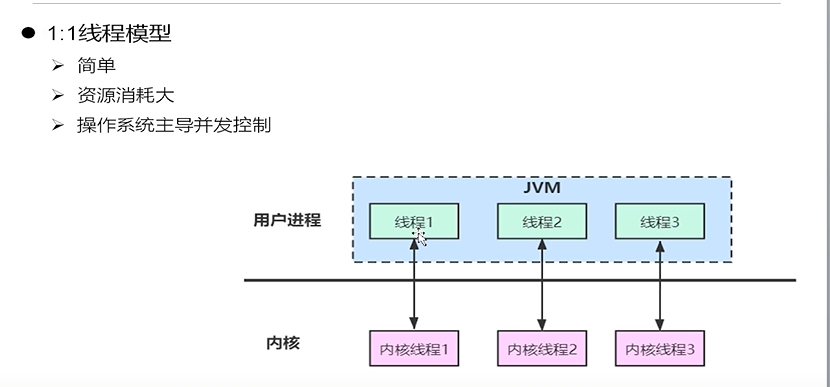 1:1线程模型
简单
资源消耗大
操作系统主导并发控制
JVM
用户进程
线程1
线程2
线程3
内核
内核线程1
内核线程2
内核线程3